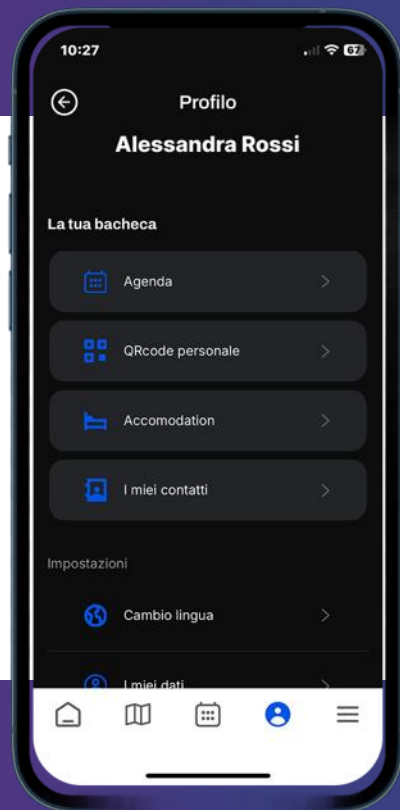 10:27
67
Profilo
Alessandra Rossi
La tua bacheca
Agenda
QRcode personale
Accomodation
I miei contatti
Impostazioni
Cambio lingua
I miei dati